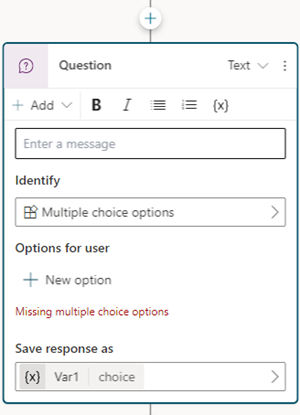 Question Text
+ Add B I {x}
Enter a message
Identify
Multiple choice options
Options for user
+ New option
Missing multiple choice options
Save response as
{x} Var1 choice